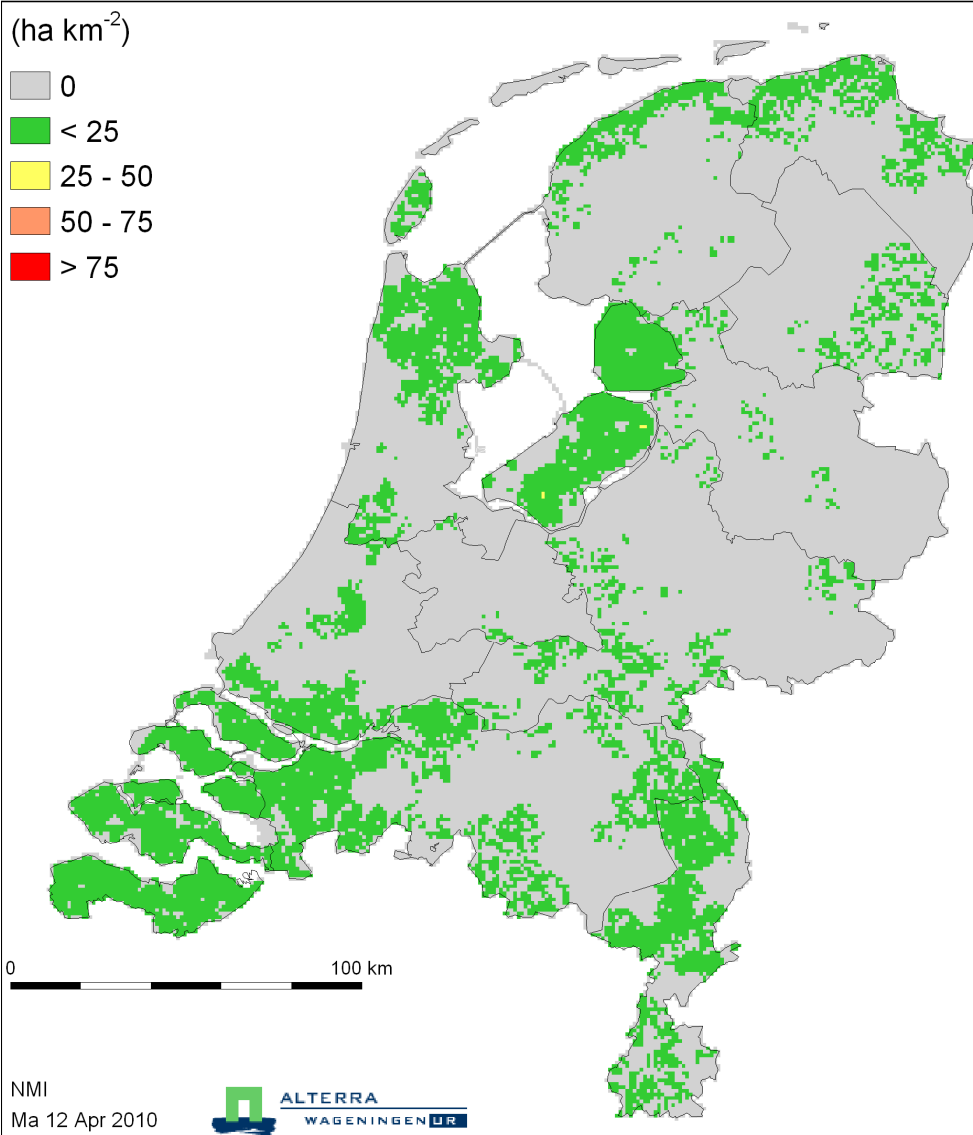 (ha km-2)
0
< 25
25 - 50
50 - 75
> 75
0 100 km
NMI
Ma 12 Apr 2010
ALTERRA
WAGENINGEN UR